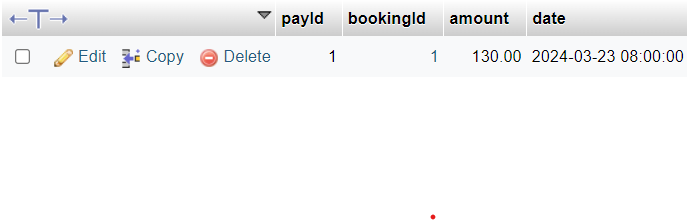 payId bookingId amount date
Edit Copy Delete 1 1 130.00 2024-03-23 08:00:00